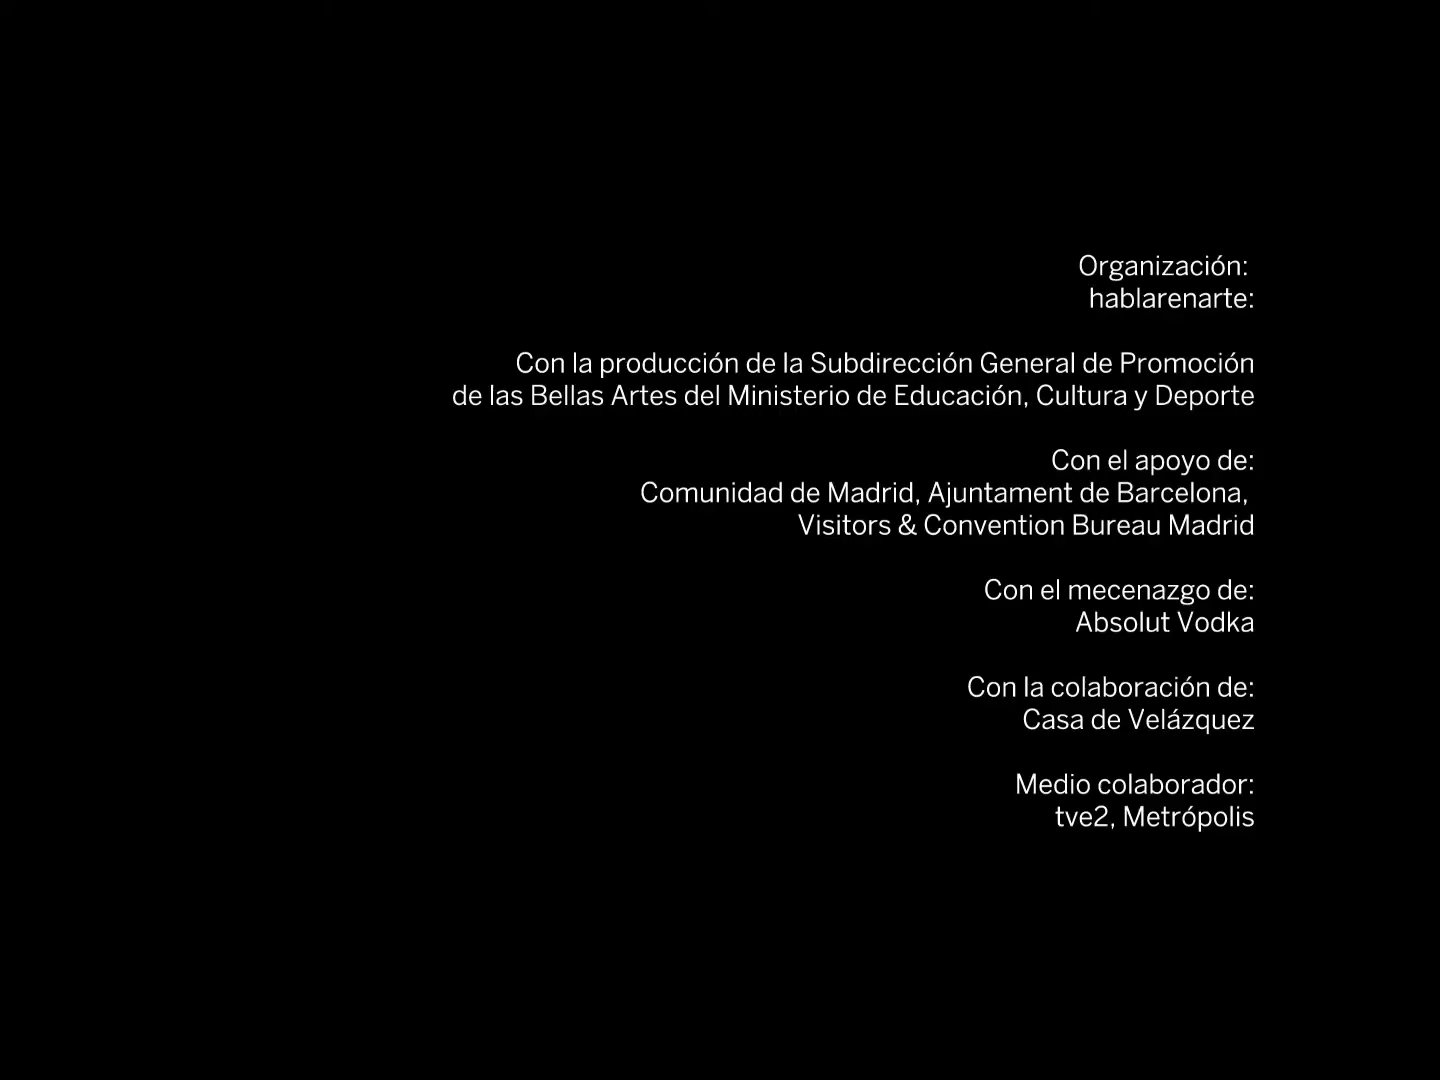 Organización:
hablarenarte:
Con la producción de la Subdirección General de Promoción
de las Bellas Artes del Ministerio de Educación, Cultura y Deporte
Con el apoyo de:
Comunidad de Madrid, Ajuntament de Barcelona,
Visitors & Convention Bureau Madrid
Con el mecenazgo de:
Absolut Vodka
Con la colaboración de:
Casa de Velázquez
Medio colaborador:
tve2, Metrópolis